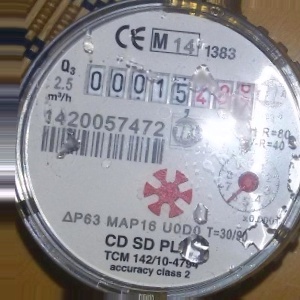 CE M 14 1383
Q3
2.5
m³/h
00015
1420057472
H R=80
V R=40
ΔP63 MAP16 U0D0 T=30/90
CD SD PLUS
TCM 142/10-4794
accuracy class 2